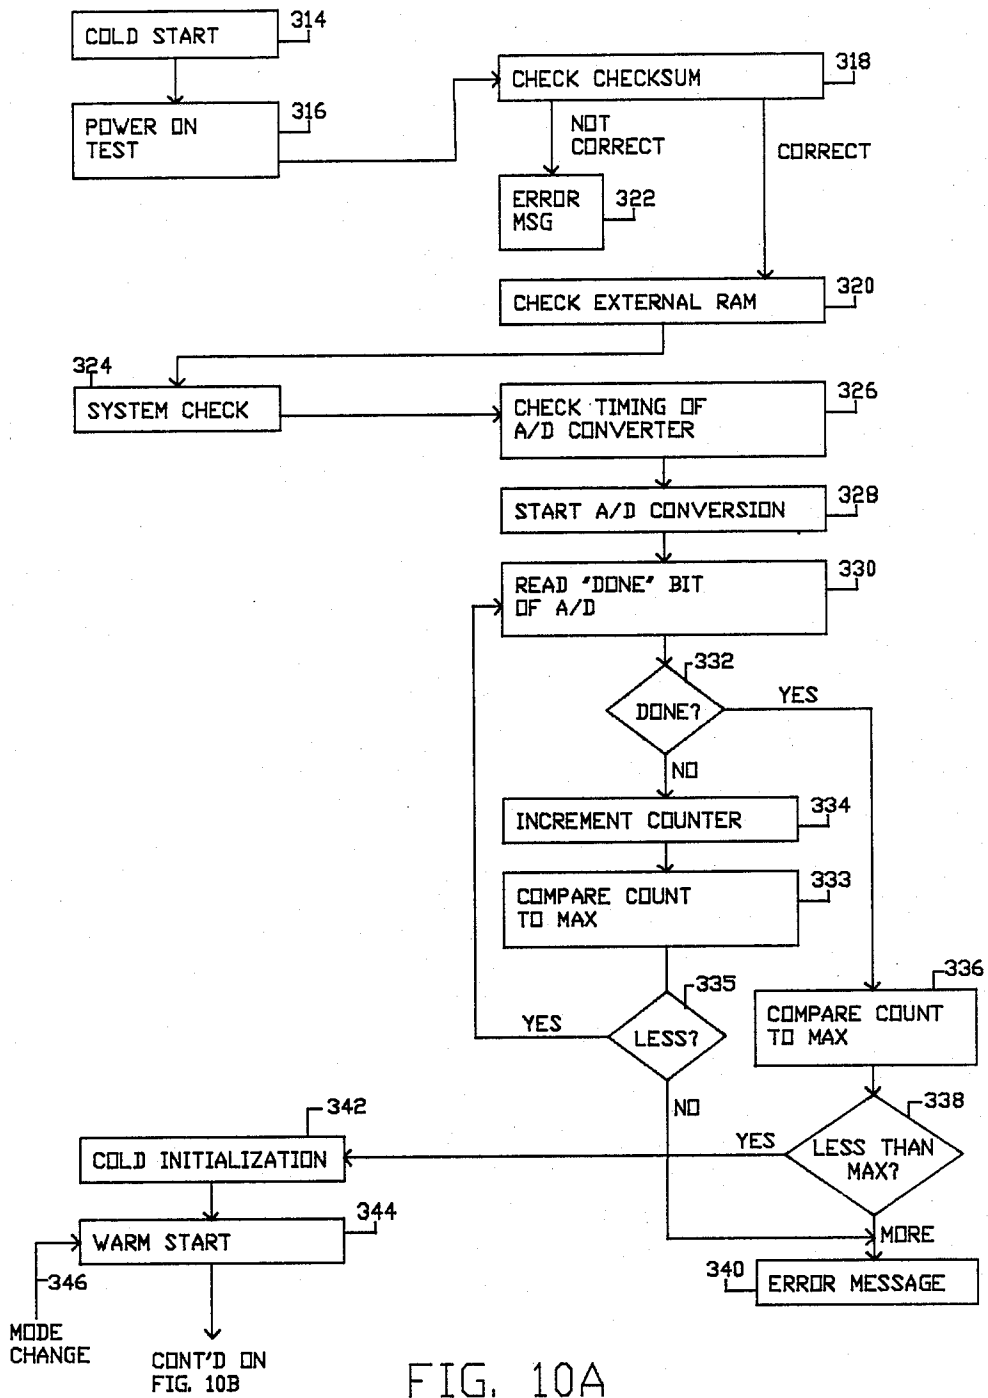 COLD START
314
POWER ON
TEST
316
CHECK CHECKSUM
318
NOT
CORRECT
CORRECT
ERROR
MSG
322
CHECK EXTERNAL RAM
320
324
SYSTEM CHECK
CHECK TIMING OF
A/D CONVERTER
326
START A/D CONVERSION
328
READ "DONE" BIT
OF A/D
330
332
DONE?
YES
NO
INCREMENT COUNTER
334
COMPARE COUNT
TO MAX
333
335
LESS?
YES
NO
336
COMPARE COUNT
TO MAX
338
LESS THAN
MAX?
YES
MORE
340
ERROR MESSAGE
342
COLD INITIALIZATION
344
WARM START
346
MODE
CHANGE
CONT'D ON
FIG. 10B
FIG. 10A